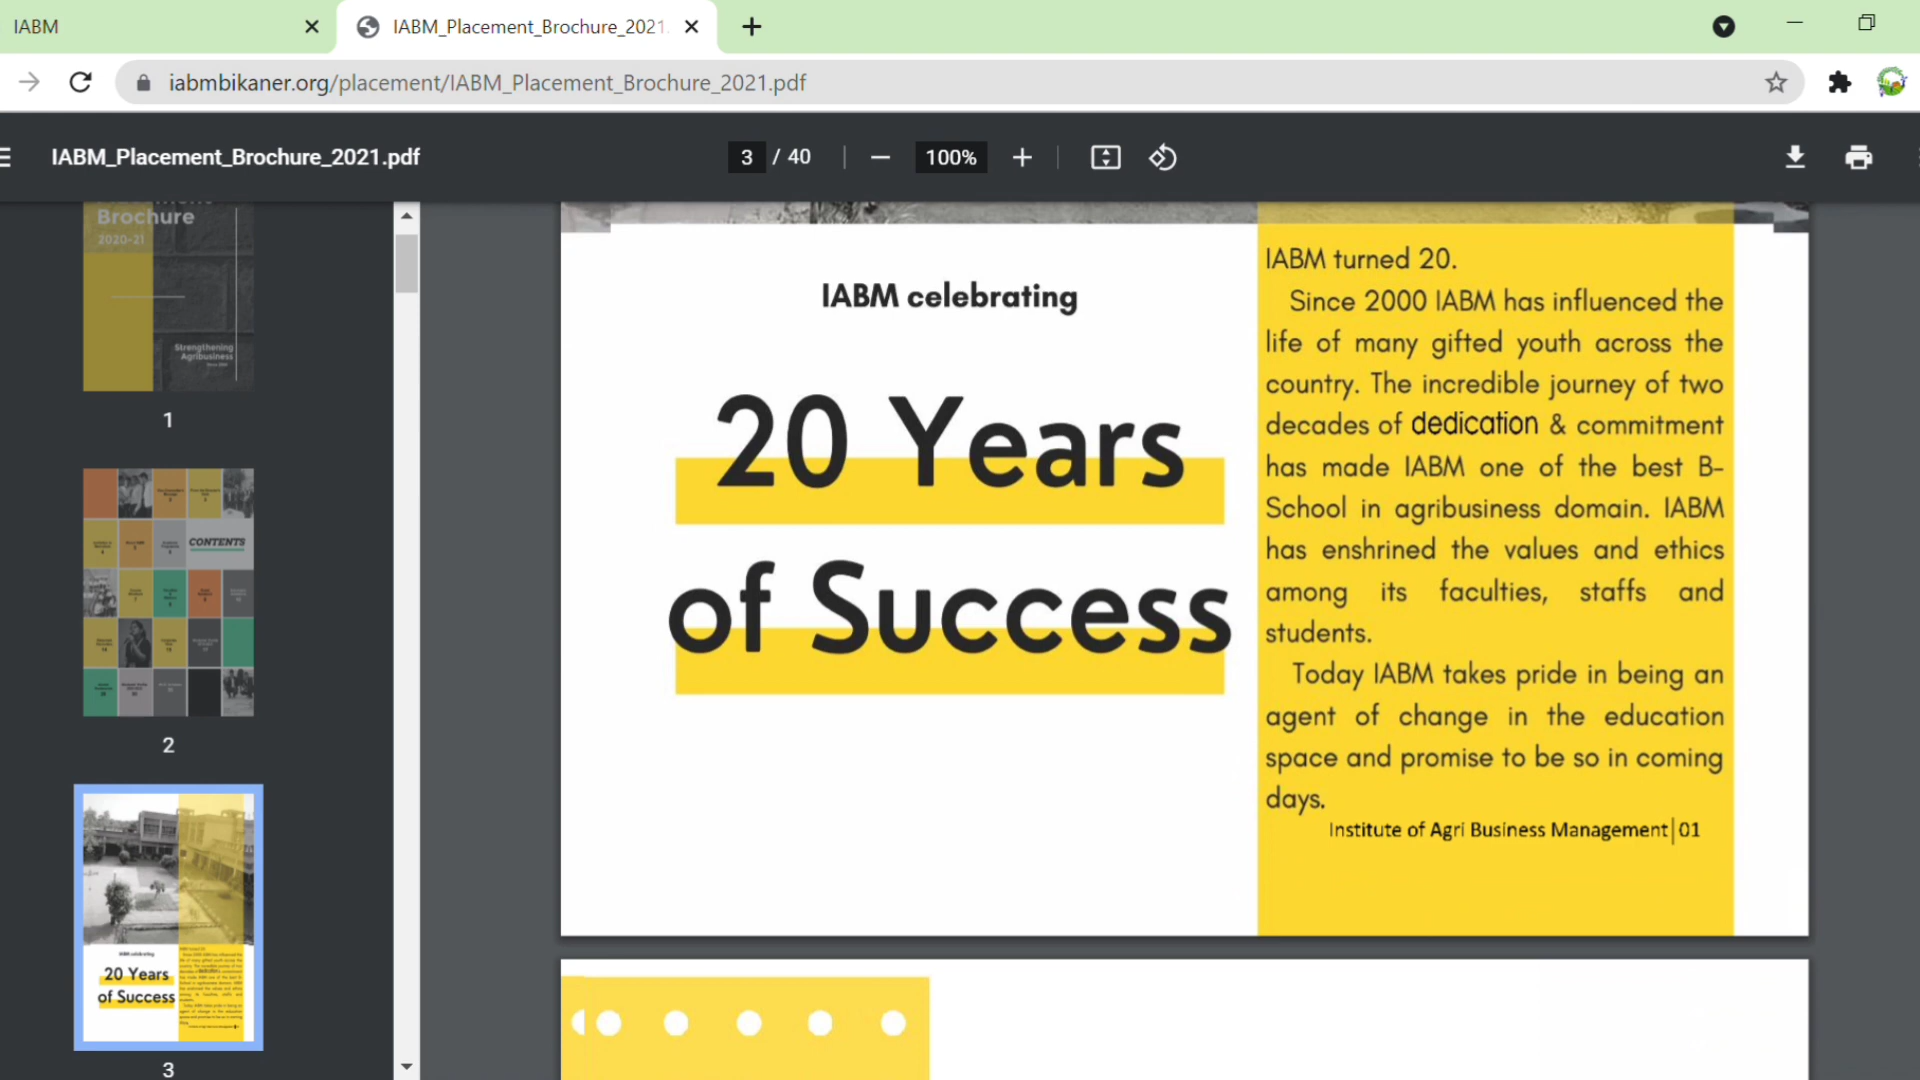 IABM
IABM_Placement_Brochure_2021.
iabmbikaner.org/placement/IABM_Placement_Brochure_2021.pdf
IABM_Placement_Brochure_2021.pdf
3 / 40
100%
Brochure
2020-21
Strengthening
Agribusiness
1
CONTENTS
2
IABM celebrating
20 Years
of Success
3
IABM celebrating
20 Years
of Success
IABM turned 20.
Since 2000 IABM has influenced the
life of many gifted youth across the
country. The incredible journey of two
decades of dedication & commitment
has made IABM one of the best B-
School in agribusiness domain. IABM
has enshrined the values and ethics
among its faculties, staffs and
students.
Today IABM takes pride in being an
agent of change in the education
space and promise to be so in coming
days.
Institute of Agri Business Management|01